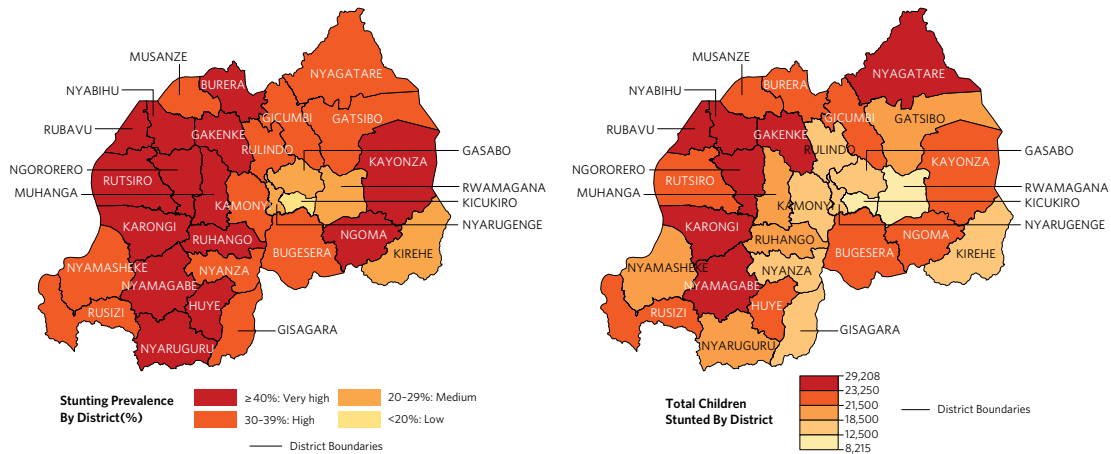 MUSANZE
BURERA
NYAGATARE
NYABIHU
GICUMBI
GATSIBO
RUBAVU
GAKENKE
RULINDO
GASABO
KAYONZA
NGORORERO
RUTSIRO
RWAMAGANA
MUHANGA
KAMONYI
KICUKIRO
NYARUGENGE
KARONGI
NGOMA
RUHANGO
BUGESERA
KIREHE
NYAMASHEKE
NYANZA
NYAMAGABE
HUYE
RUSIZI
GISAGARA
NYARUGURU
Stunting Prevalence
By District(%)
≥40%: Very high
30–39%: High
20–29%: Medium
<20%: Low
District Boundaries
MUSANZE
BURERA
NYAGATARE
NYABIHU
GICUMBI
GATSIBO
RUBAVU
GAKENKE
RULINDO
GASABO
KAYONZA
NGORORERO
RUTSIRO
RWAMAGANA
MUHANGA
KAMONYI
KICUKIRO
NYARUGENGE
KARONGI
NGOMA
RUHANGO
BUGESERA
KIREHE
NYAMASHEKE
NYANZA
NYAMAGABE
HUYE
RUSIZI
GISAGARA
NYARUGURU
Total Children
Stunted By District
29,208
23,250
21,500
18,500
12,500
8,215
District Boundaries